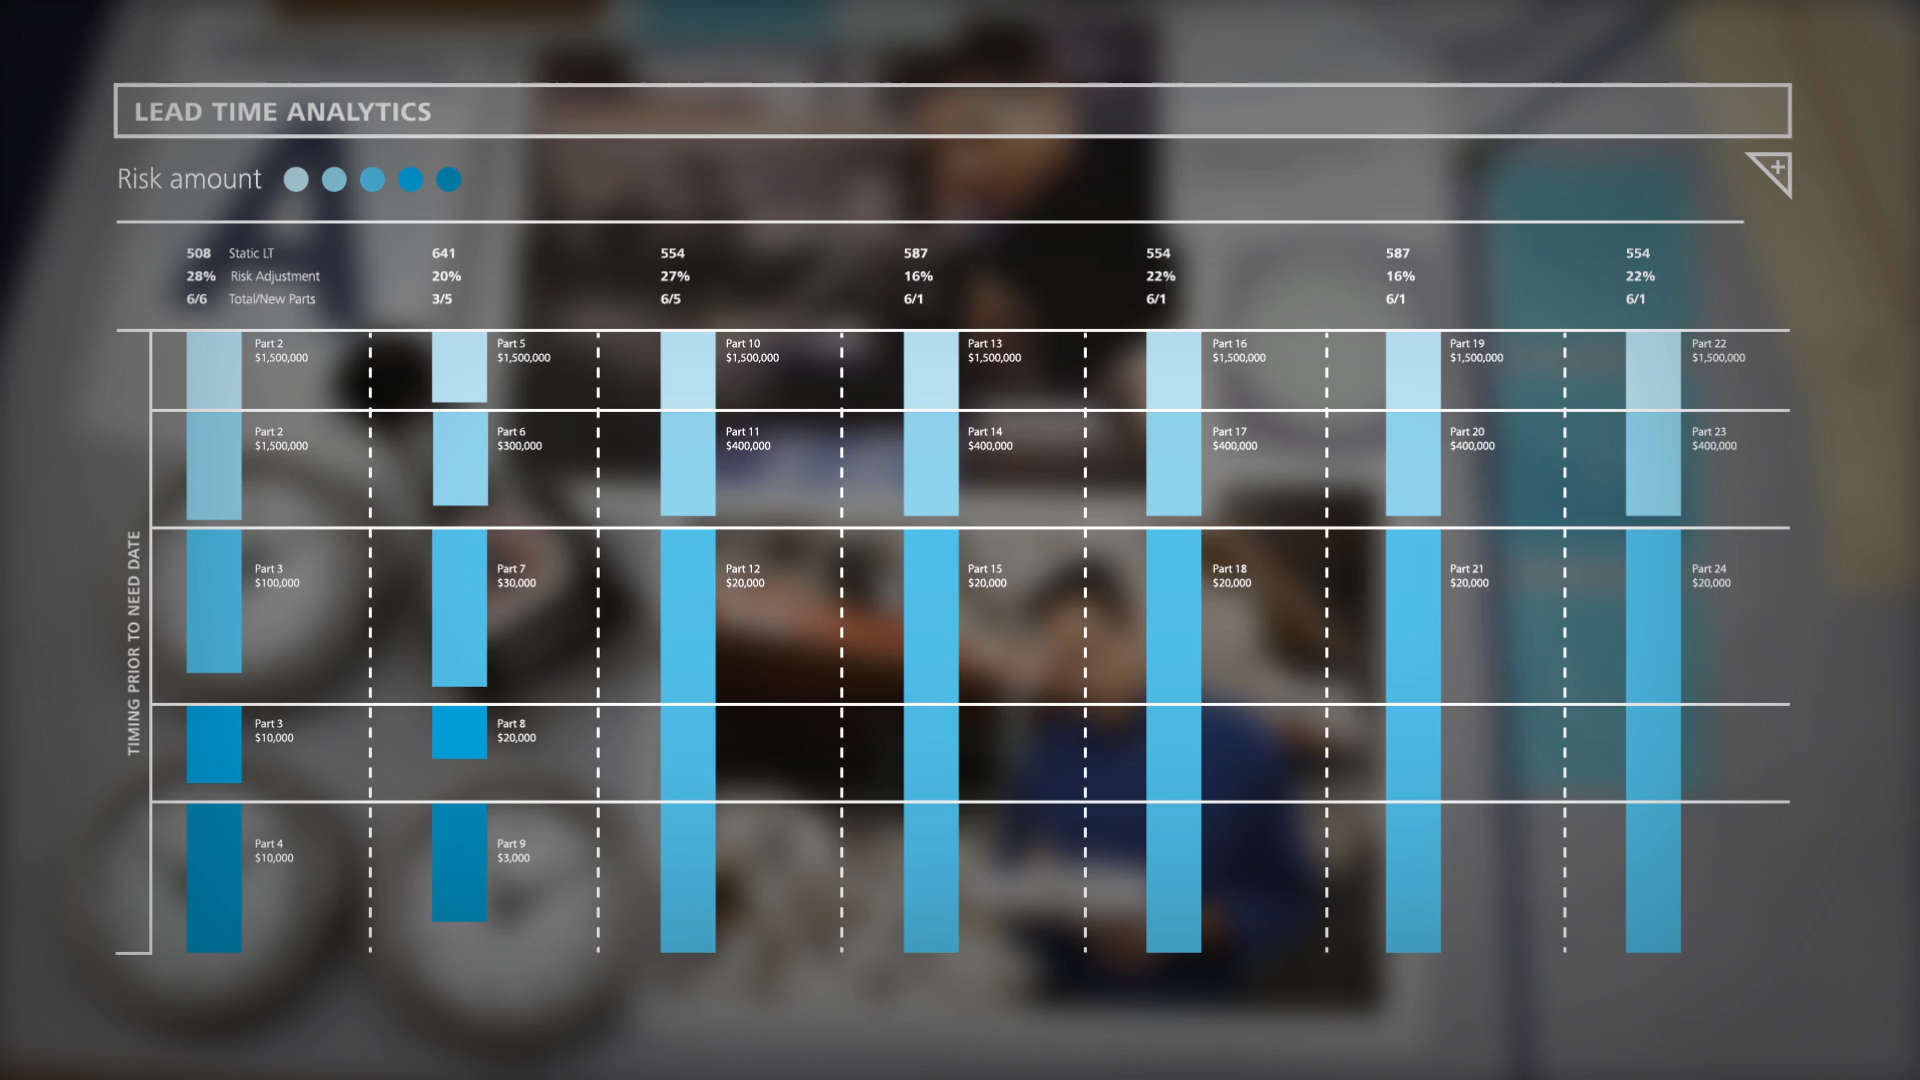 LEAD TIME ANALYTICS
Risk amount
508 Static LT 641 554 587 554 587 554
28% Risk Adjustment 20% 27% 16% 22% 16% 22%
6/6 Total/New Parts 3/5 6/5 6/1 6/1 6/1 6/1
TIMING PRIOR TO NEED DATE
Part 2 Part 5 Part 10 Part 13 Part 16 Part 19 Part 22
$1,500,000 $1,500,000 $1,500,000 $1,500,000 $1,500,000 $1,500,000 $1,500,000
Part 2 Part 6 Part 11 Part 14 Part 17 Part 20 Part 23
$1,500,000 $300,000 $400,000 $400,000 $400,000 $400,000 $400,000
Part 3 Part 7 Part 12 Part 15 Part 18 Part 21 Part 24
$100,000 $30,000 $20,000 $20,000 $20,000 $20,000 $20,000
Part 3 Part 8
$10,000 $20,000
Part 4 Part 9
$10,000 $3,000